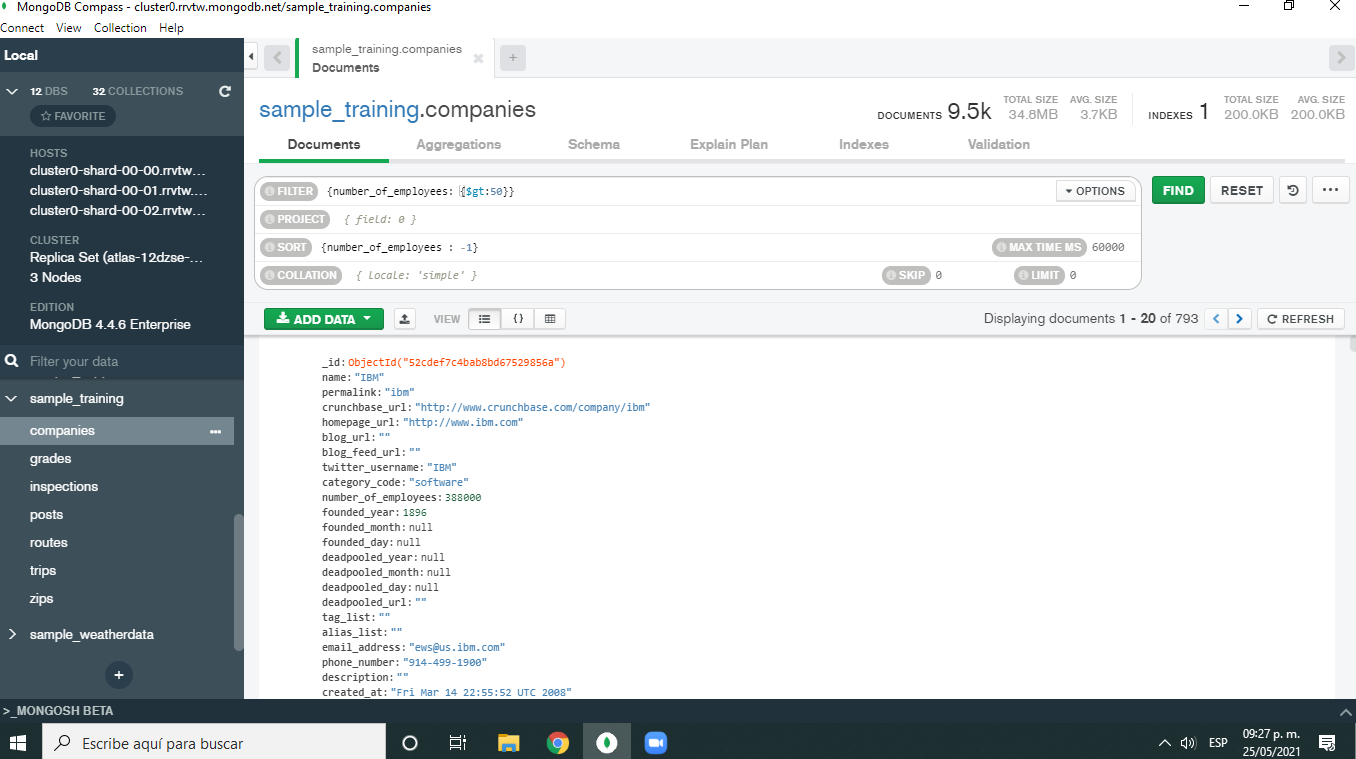 MongoDB Compass - cluster0.rrvtw.mongodb.net/sample_training.companies
Connect View Collection Help
Local
sample_training.companies
Documents
12 DBS 32 COLLECTIONS
FAVORITE
HOSTS
cluster0-shard-00-00.rrvtw...
cluster0-shard-00-01.rrvtw....
cluster0-shard-00-02.rrvtw...
CLUSTER
Replica Set (atlas-12dzse-...
3 Nodes
EDITION
MongoDB 4.4.6 Enterprise
Filter your data
sample_training
companies
grades
inspections
posts
routes
trips
zips
sample_weatherdata
sample_training.companies
DOCUMENTS 9.5k TOTAL SIZE 34.8MB AVG. SIZE 3.7KB INDEXES 1 TOTAL SIZE 200.0KB AVG. SIZE 200.0KB
Documents Aggregations Schema Explain Plan Indexes Validation
FILTER {number_of_employees: {$gt:50}} OPTIONS FIND RESET
PROJECT { field: 0 }
SORT {number_of_employees : -1} MAX TIME MS 60000
COLLATION { locale: 'simple' } SKIP 0 LIMIT 0
ADD DATA VIEW {} Displaying documents 1 - 20 of 793 REFRESH
_id: ObjectId("52cdef7c4bab8bd67529856a")
name: "IBM"
permalink: "ibm"
crunchbase_url: "http://www.crunchbase.com/company/ibm"
homepage_url: "http://www.ibm.com"
blog_url: ""
blog_feed_url: ""
twitter_username: "IBM"
category_code: "software"
number_of_employees: 388000
founded_year: 1896
founded_month: null
founded_day: null
deadpooled_year: null
deadpooled_month: null
deadpooled_day: null
deadpooled_url: ""
tag_list: ""
alias_list: ""
email_address: "ews@us.ibm.com"
phone_number: "914-499-1900"
description: ""
created_at: "Fri Mar 14 22:55:52 UTC 2008"
>_MONGOSH BETA
Escribe aquí para buscar
ESP
09:27 p. m.
25/05/2021